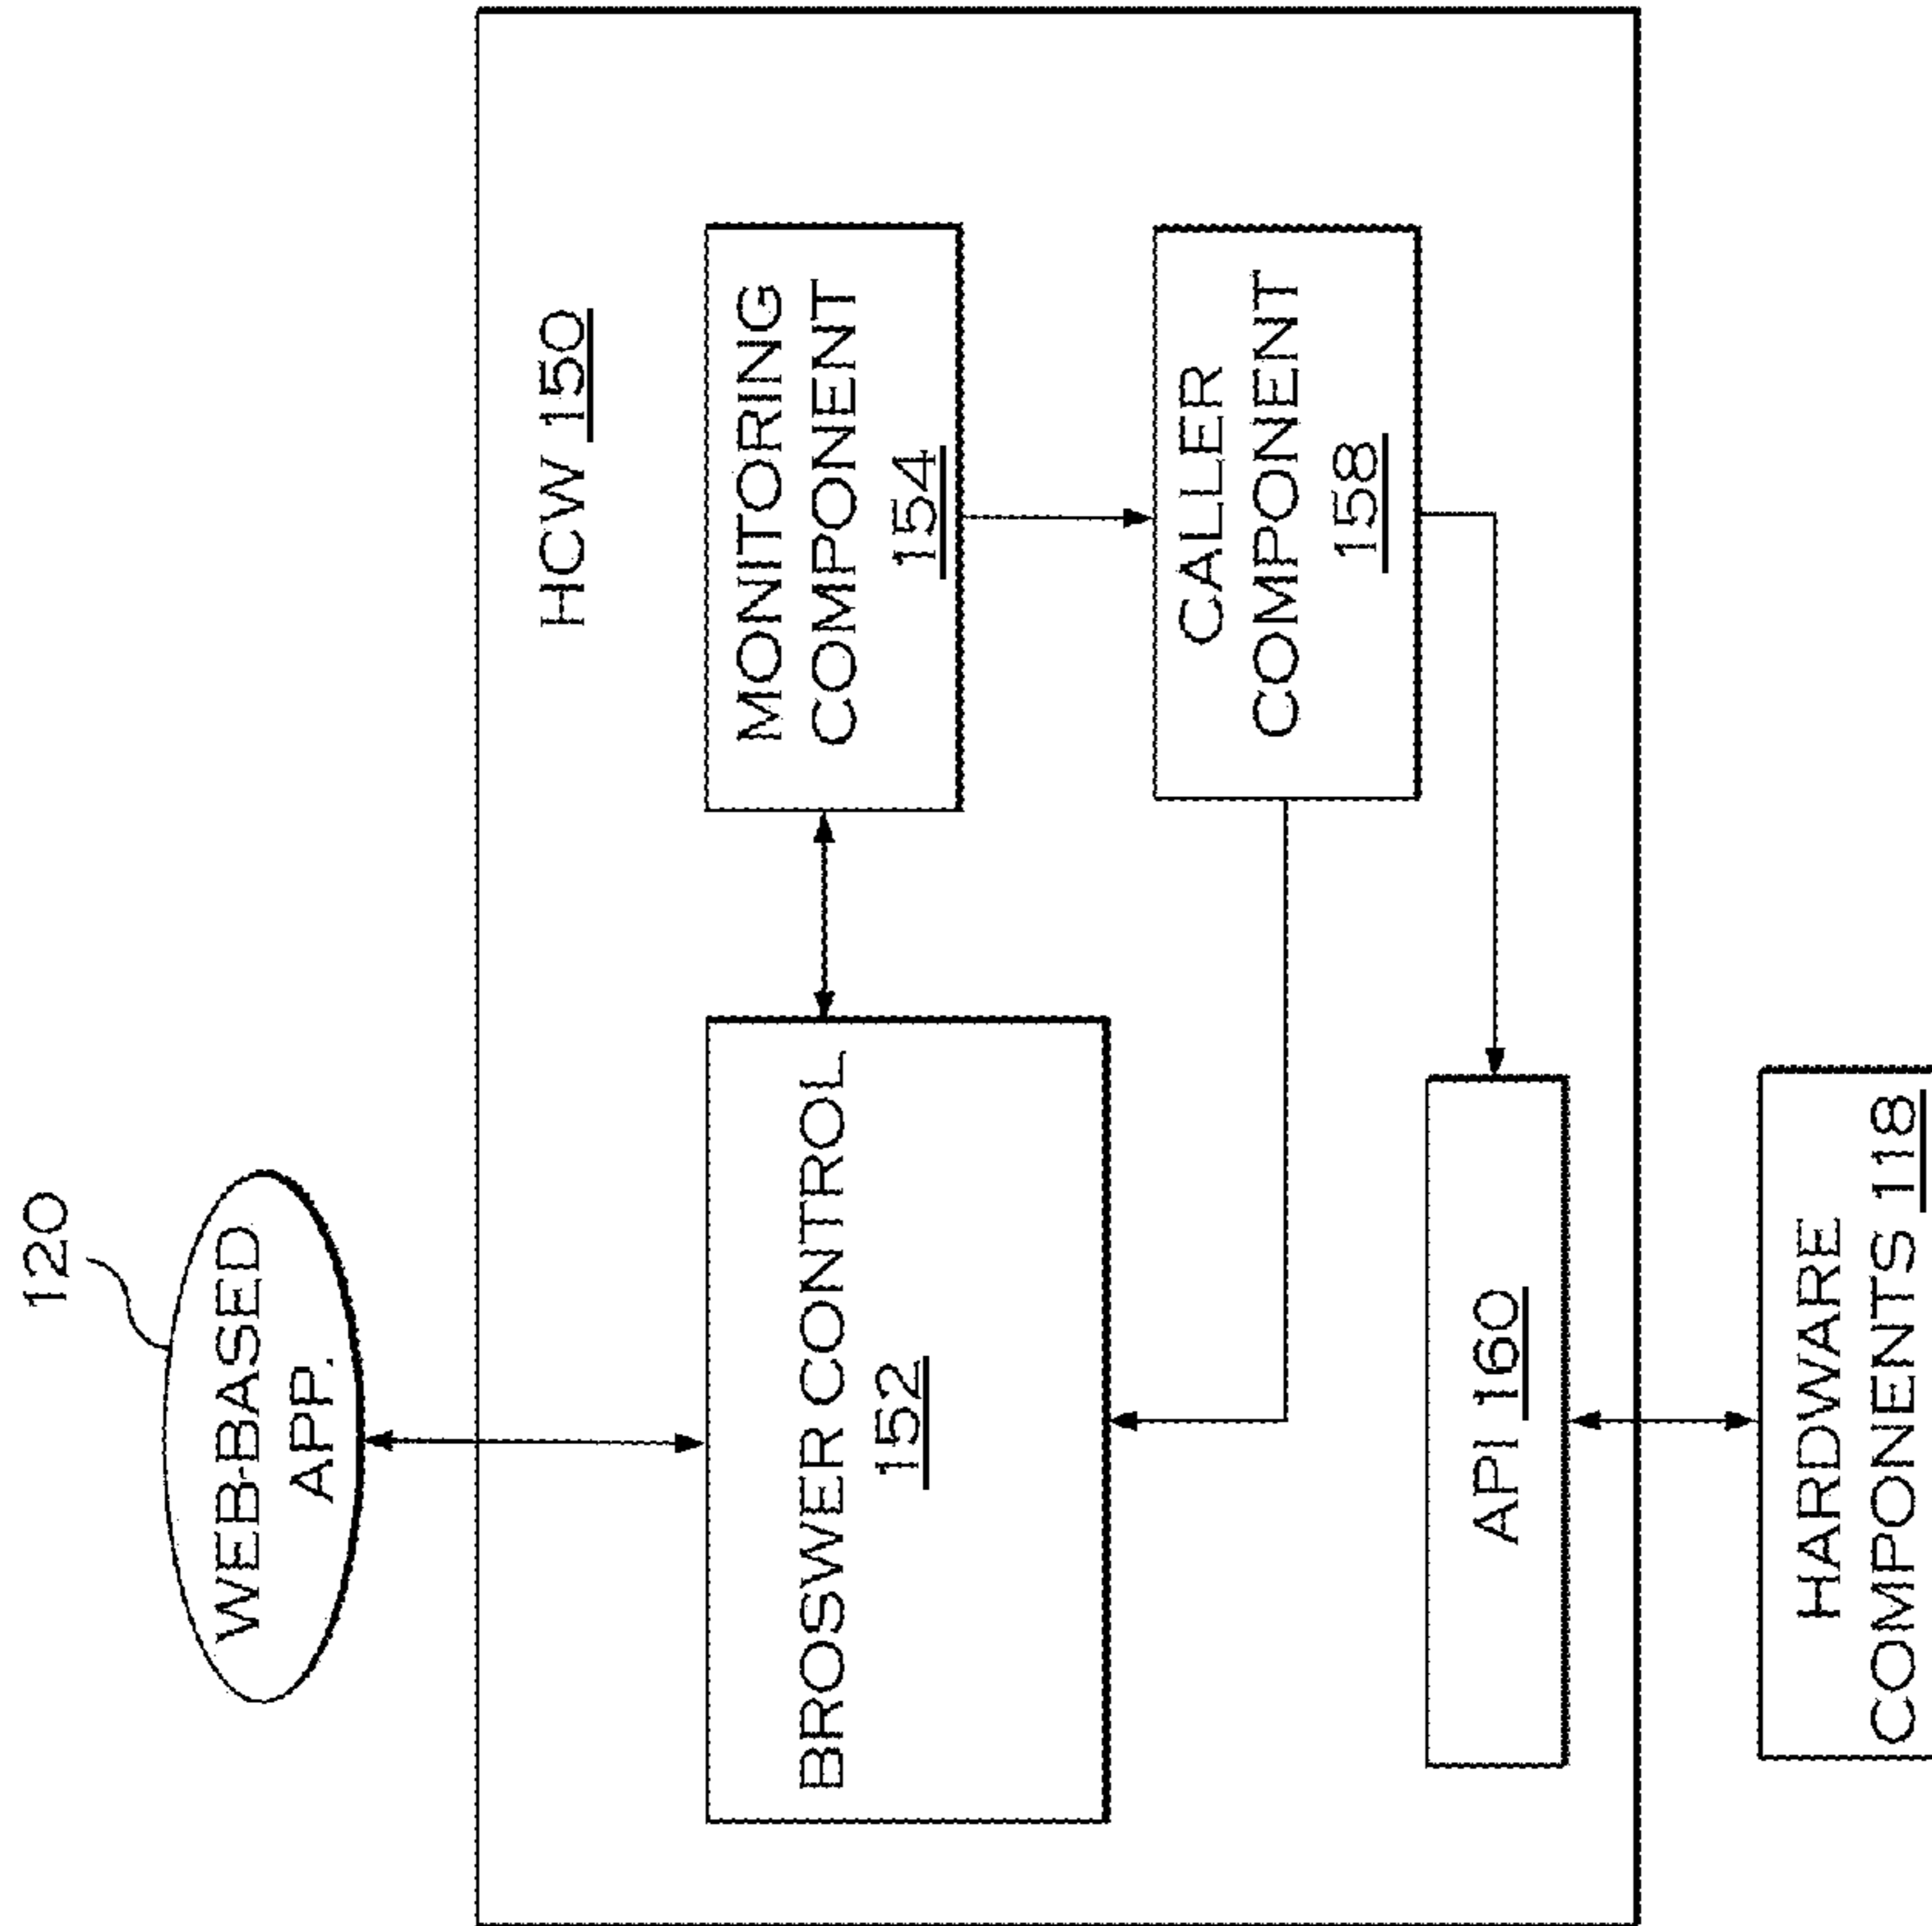 120
WEB-BASED
APP.
HCW 150
BROSWER CONTROL
152
MONITORING
COMPONENT
154
CALLER
COMPONENT
158
API 160
HARDWARE
COMPONENTS 118